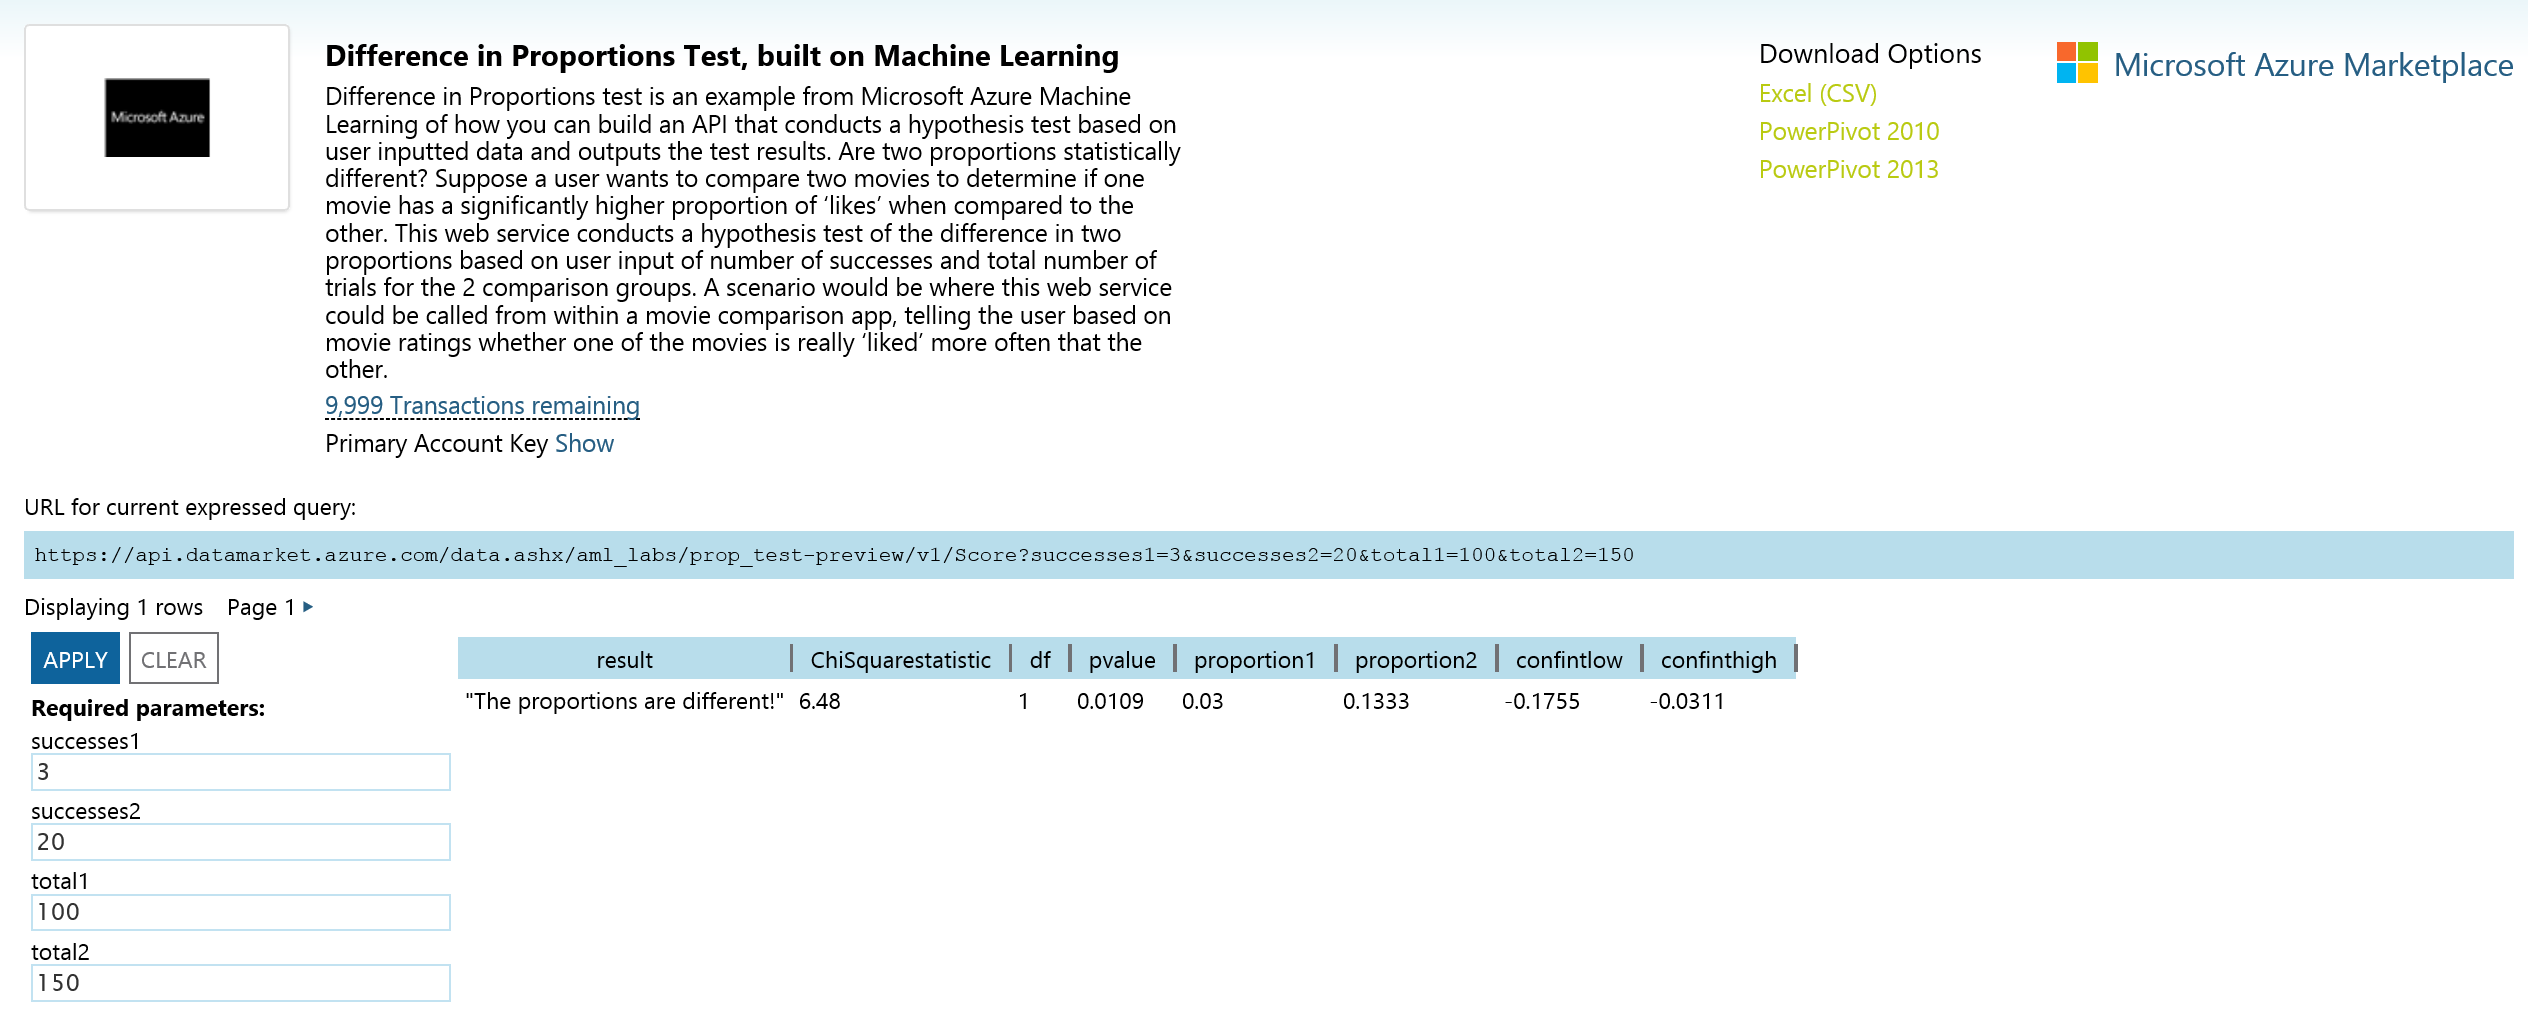 Microsoft Azure
Difference in Proportions Test, built on Machine Learning
Difference in Proportions test is an example from Microsoft Azure Machine
Learning of how you can build an API that conducts a hypothesis test based on
user inputted data and outputs the test results. Are two proportions statistically
different? Suppose a user wants to compare two movies to determine if one
movie has a significantly higher proportion of ‘likes’ when compared to the
other. This web service conducts a hypothesis test of the difference in two
proportions based on user input of number of successes and total number of
trials for the 2 comparison groups. A scenario would be where this web service
could be called from within a movie comparison app, telling the user based on
movie ratings whether one of the movies is really ‘liked’ more often that the
other.
9,999 Transactions remaining
Primary Account Key Show
Download Options
Excel (CSV)
PowerPivot 2010
PowerPivot 2013
Microsoft Azure Marketplace
URL for current expressed query:
https://api.datamarket.azure.com/data.ashx/aml_labs/prop_test-preview/v1/Score?successes1=3&successes2=20&total1=100&total2=150
Displaying 1 rows Page 1
APPLY CLEAR
Required parameters:
successes1
3
successes2
20
total1
100
total2
150
result ChiSquarestatistic df pvalue proportion1 proportion2 confintlow confinthigh
"The proportions are different!" 6.48 1 0.0109 0.03 0.1333 -0.1755 -0.0311